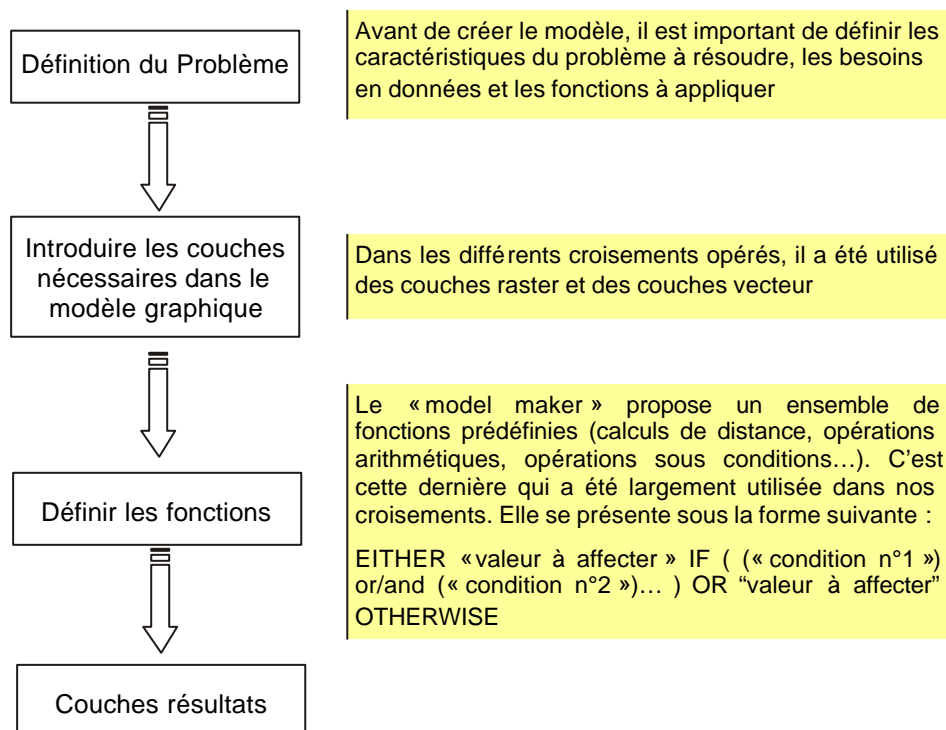 Définition du Problème
Avant de créer le modèle, il est important de définir les
caractéristiques du problème à résoudre, les besoins
en données et les fonctions à appliquer
Introduire les couches
nécessaires dans le
modèle graphique
Dans les différents croisements opérés, il a été utilisé
des couches raster et des couches vecteur
Définir les fonctions
Le « model maker » propose un ensemble de
fonctions prédéfinies (calculs de distance, opérations
arithmétiques, opérations sous conditions…). C’est
cette dernière qui a été largement utilisée dans nos
croisements. Elle se présente sous la forme suivante :
EITHER « valeur à affecter » IF ( (« condition n°1 »)
or/and (« condition n°2 »)… ) OR “valeur à affecter”
OTHERWISE
Couches résultats